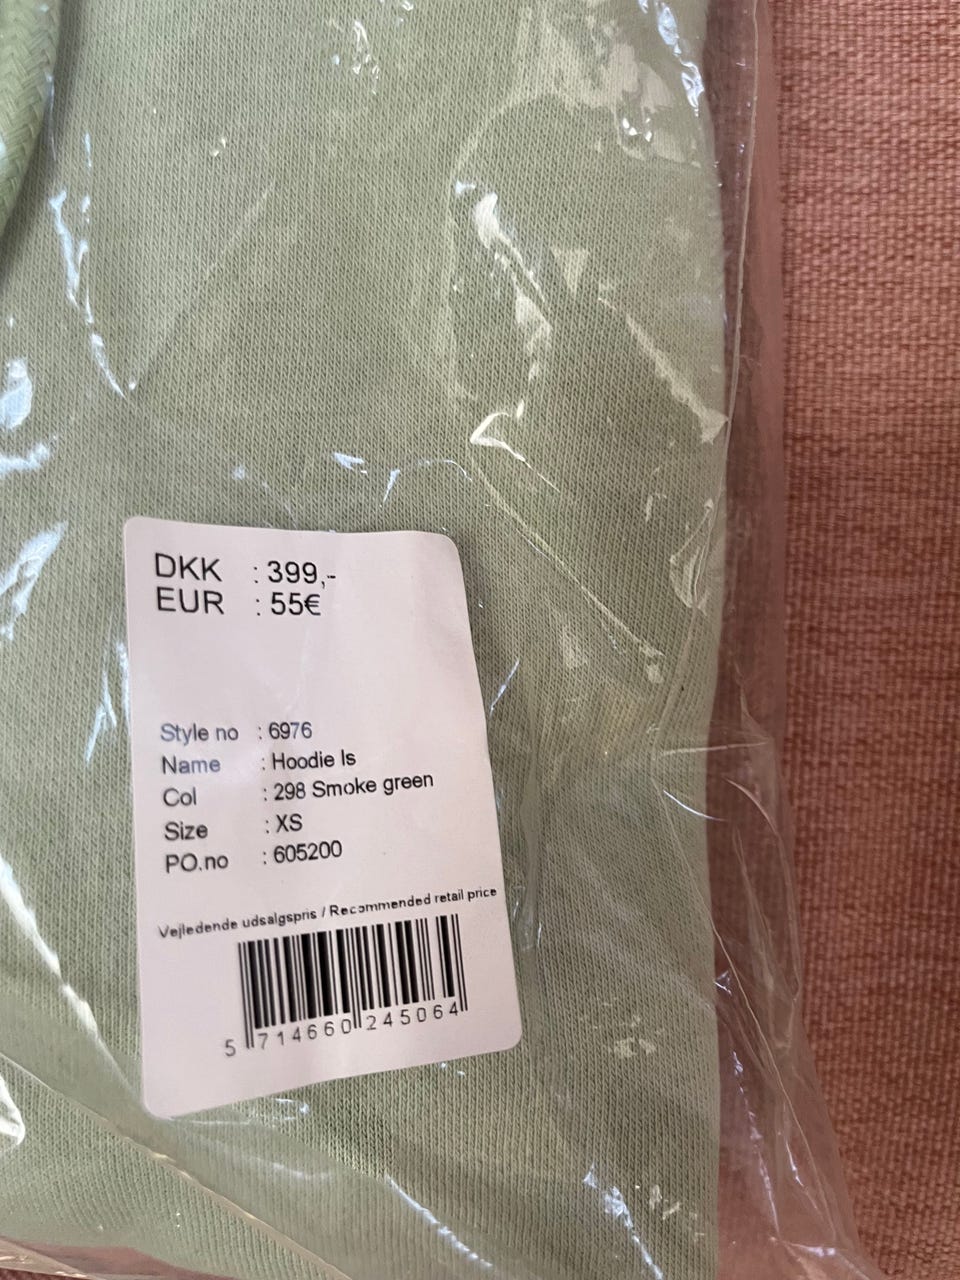 DKK : 399,-
EUR : 55€
Style no : 6976
Name : Hoodie ls
Col : 298 Smoke green
Size : XS
PO.no : 605200
Vejledende udsalgspris / Recommended retail price
5 714660 245064